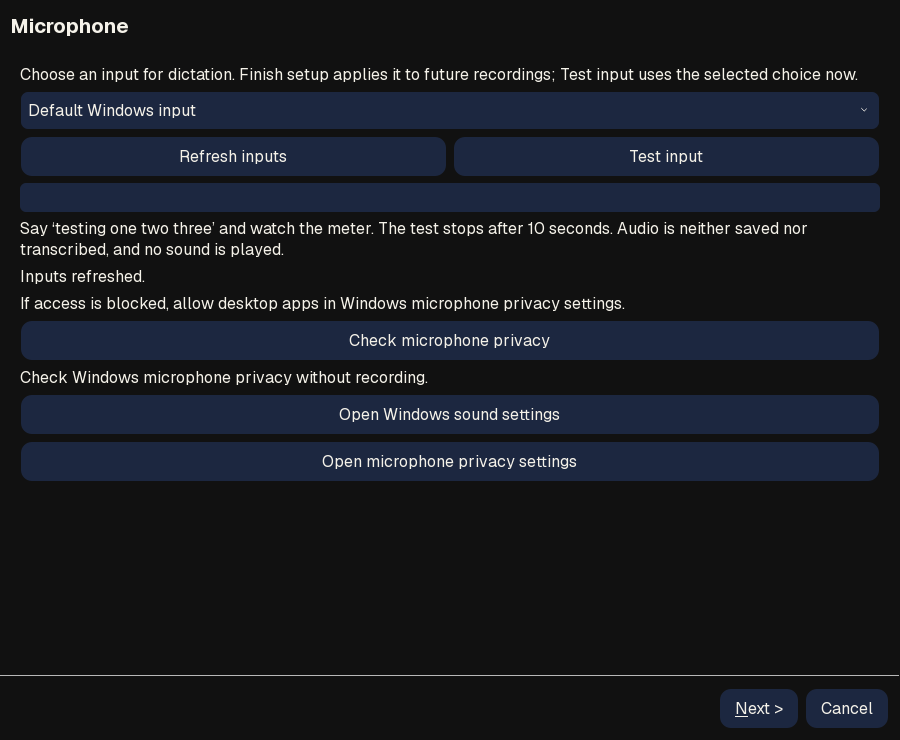 Microphone
Choose an input for dictation. Finish setup applies it to future recordings; Test input uses the selected choice now.
Default Windows input
Refresh inputs
Test input
Say ‘testing one two three’ and watch the meter. The test stops after 10 seconds. Audio is neither saved nor
transcribed, and no sound is played.
Inputs refreshed.
If access is blocked, allow desktop apps in Windows microphone privacy settings.
Check microphone privacy
Check Windows microphone privacy without recording.
Open Windows sound settings
Open microphone privacy settings
Next >
Cancel